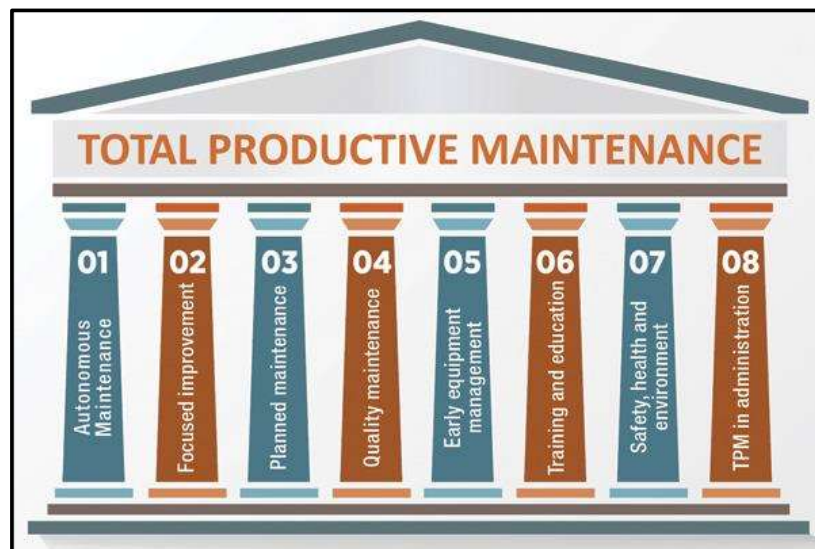 TOTAL PRODUCTIVE MAINTENANCE
01
Autonomous
Maintenance
02
Focused improvement
03
Planned maintenance
04
Quality maintenance
05
Early equipment
management
06
Training and education
07
Safety, health and
environment
08
TPM in administration